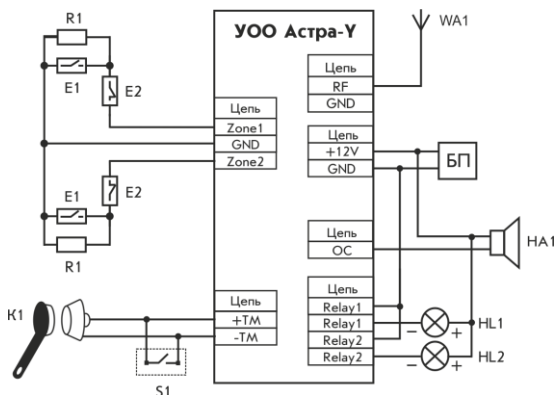 R1
E1
E2
E1
E2
R1
K1
S1
УОО Астра-Y
Цепь
Zone1
GND
Zone2
Цепь
+TM
-TM
Цепь
RF
GND
Цепь
+12V
GND
Цепь
ОС
Цепь
Relay1
Relay1
Relay2
Relay2
WA1
БП
HA1
− + HL1
− + HL2